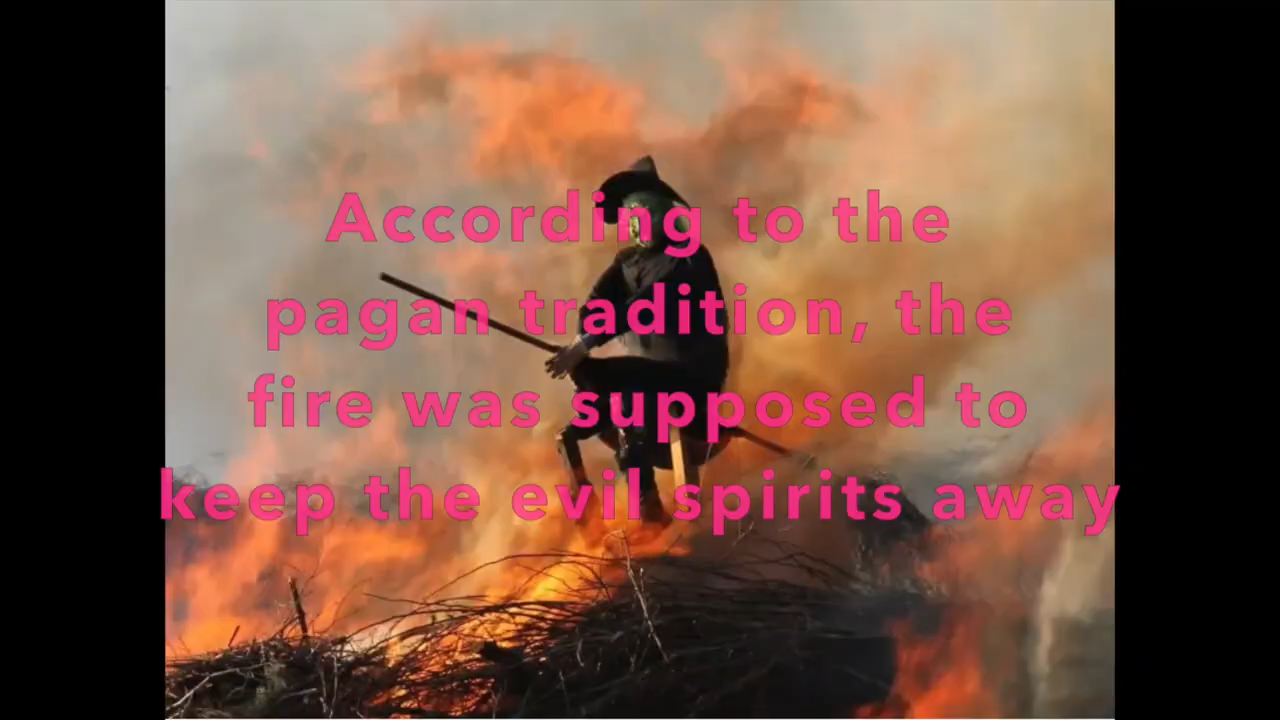 According to the
pagan tradition, the
fire was supposed to
keep the evil spirits away